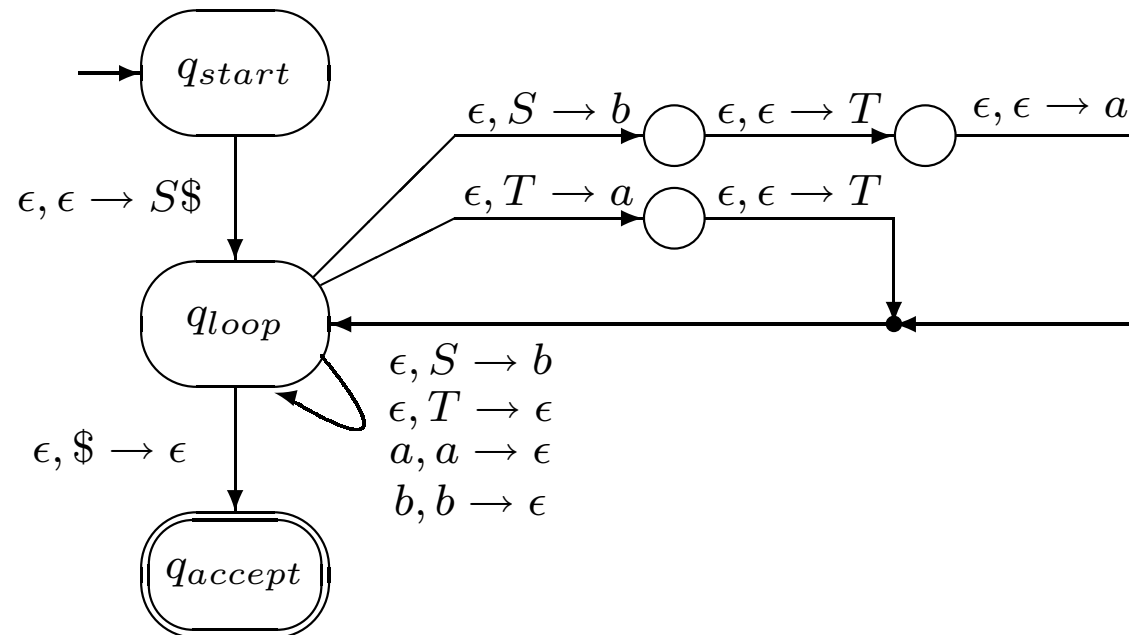 q_start
ϵ, S → b
ϵ, ϵ → T
ϵ, ϵ → a
ϵ, ϵ → S$
ϵ, T → a
ϵ, ϵ → T
q_loop
ϵ, S → b
ϵ, T → ϵ
a, a → ϵ
b, b → ϵ
ϵ, $ → ϵ
q_accept